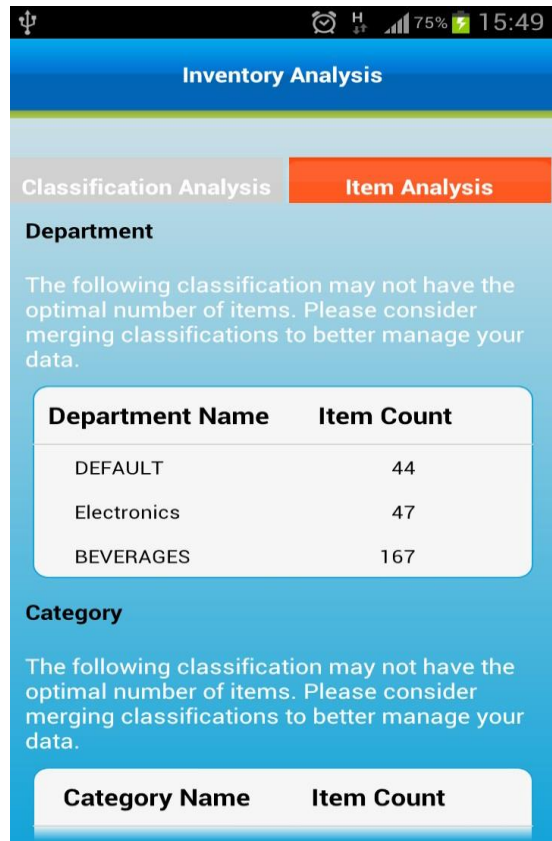 H 75% 15:49
Inventory Analysis
Classification Analysis Item Analysis
Department
The following classification may not have the
optimal number of items. Please consider
merging classifications to better manage your
data.
Department Name Item Count
DEFAULT 44
Electronics 47
BEVERAGES 167
Category
The following classification may not have the
optimal number of items. Please consider
merging classifications to better manage your
data.
Category Name Item Count